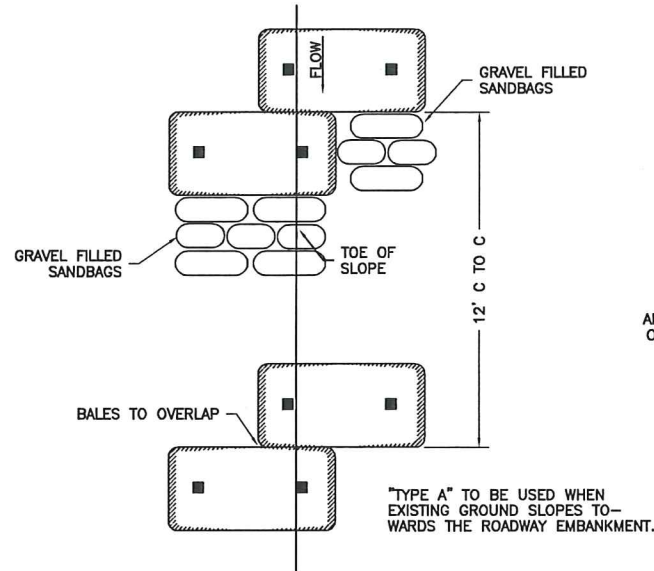 FLOW
GRAVEL FILLED
SANDBAGS
GRAVEL FILLED
SANDBAGS
TOE OF
SLOPE
12' C TO C
BALES TO OVERLAP
"TYPE A" TO BE USED WHEN
EXISTING GROUND SLOPES TO-
WARDS THE ROADWAY EMBANKMENT.